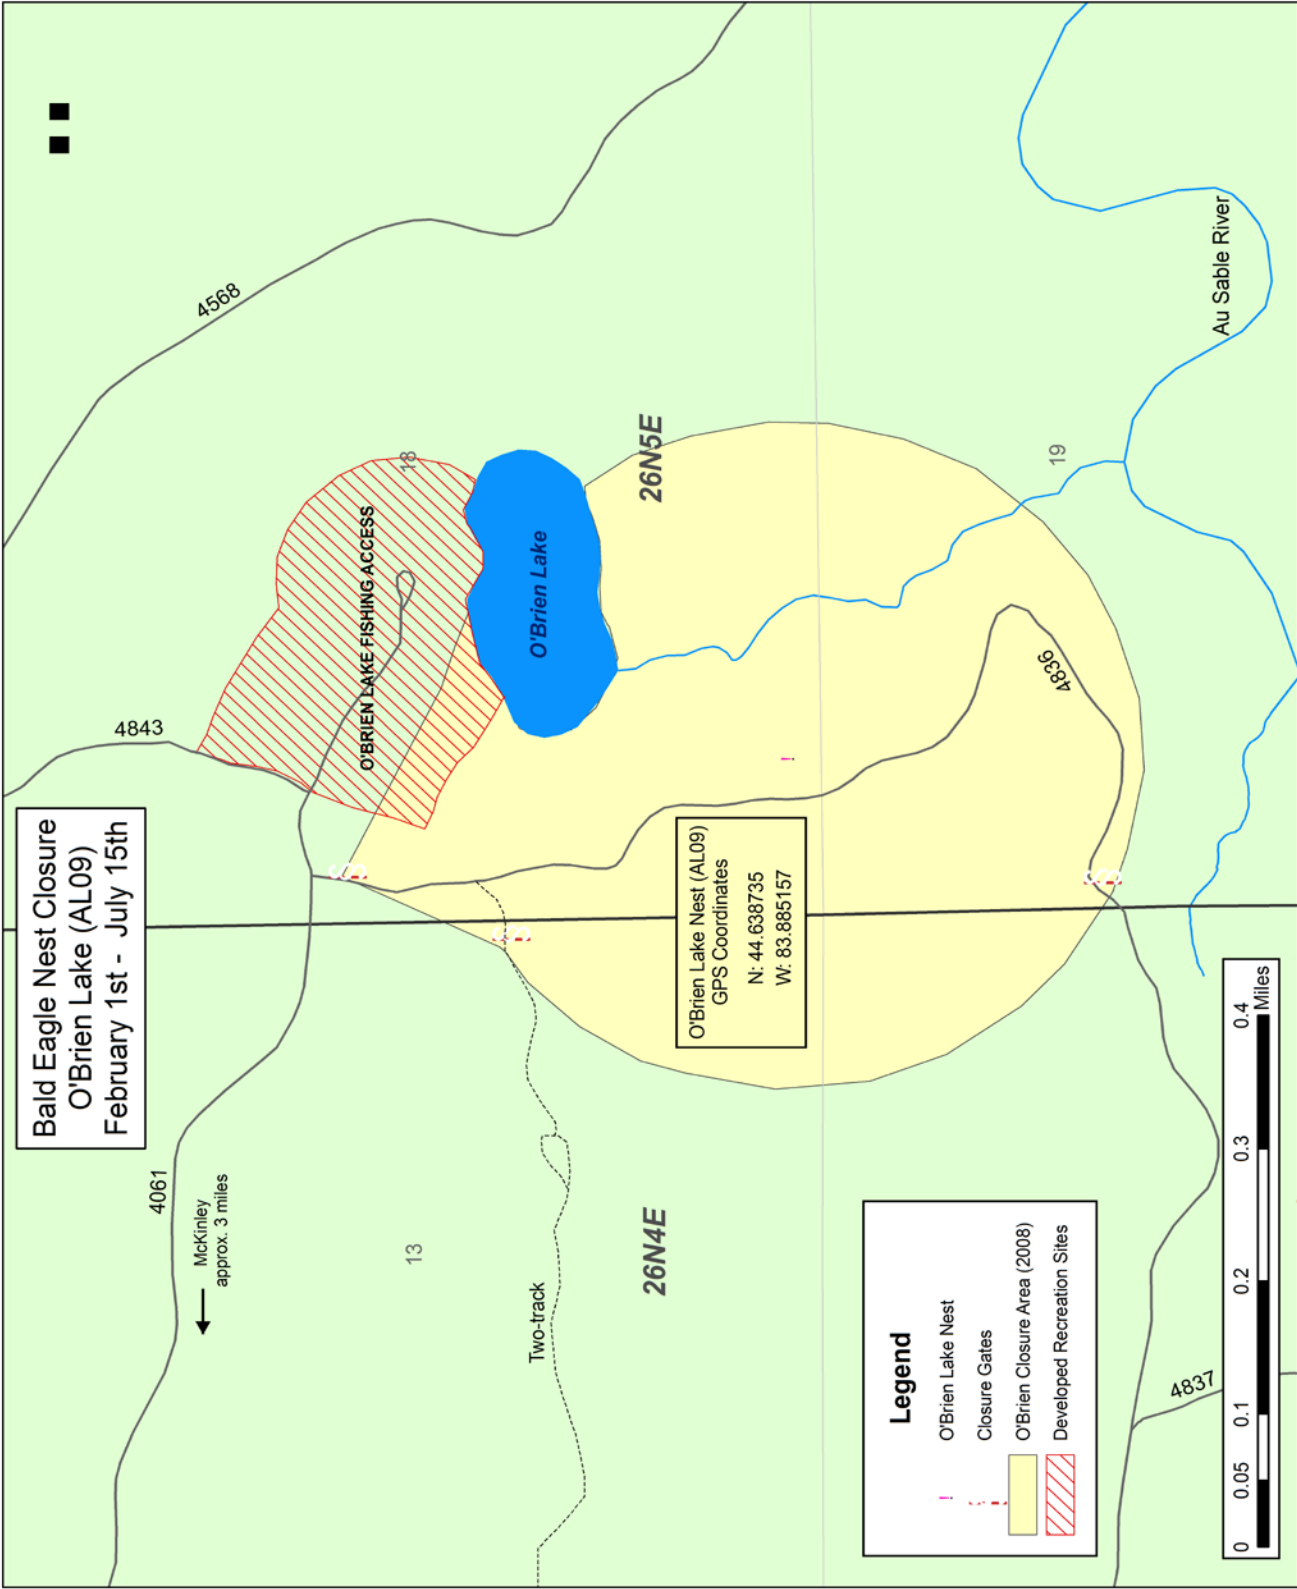 Bald Eagle Nest Closure
O'Brien Lake (AL09)
February 1st - July 15th
4061
McKinley
approx. 3 miles
4843
4568
13
18
O'BRIEN LAKE FISHING ACCESS
O'Brien Lake
Two-track
26N4E
26N5E
O'Brien Lake Nest (AL09)
GPS Coordinates
N: 44.638735
W: 83.885157
4836
19
Au Sable River
4837
Legend
O'Brien Lake Nest
Closure Gates
O'Brien Closure Area (2008)
Developed Recreation Sites
0 0.05 0.1 0.2 0.3 0.4
Miles